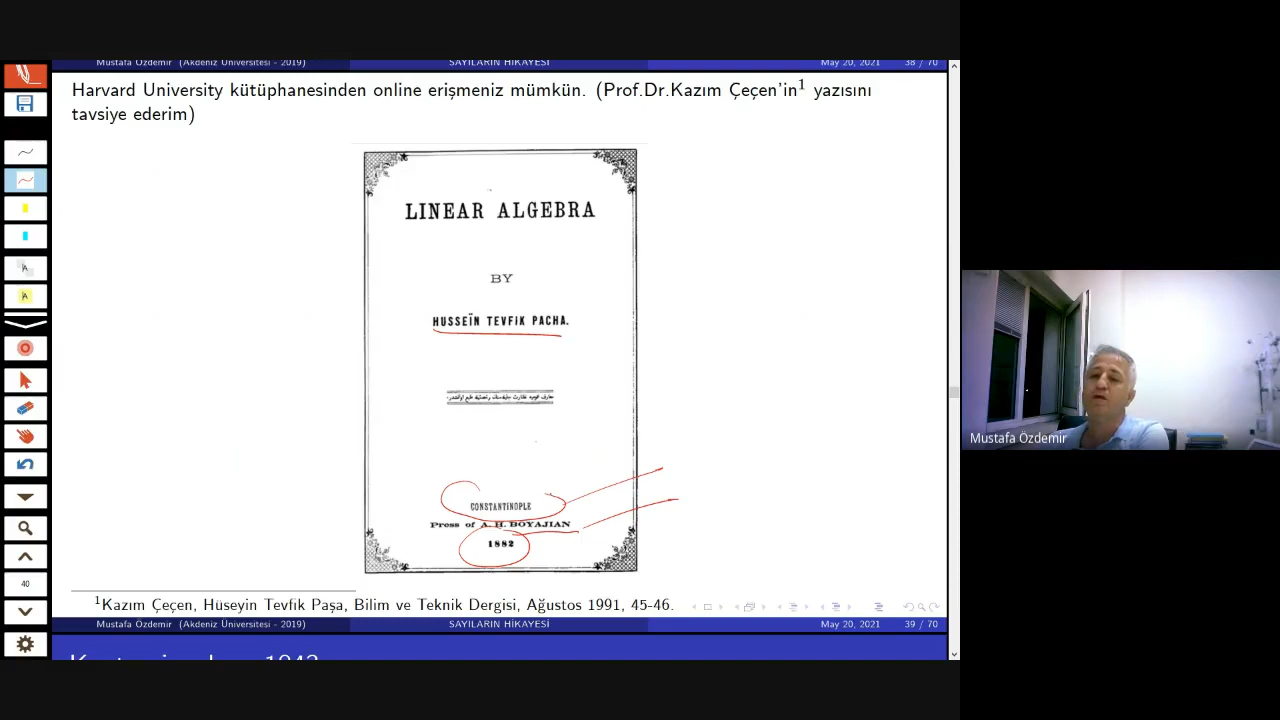 Mustafa Özdemir (Akdeniz Üniversitesi - 2019) SAYILARIN HİKAYESİ May 20, 2021 38 / 70
Harvard University kütüphanesinden online erişmeniz mümkün. (Prof.Dr.Kazım Çeçen'in1 yazısını
tavsiye ederim)
LINEAR ALGEBRA
BY
HUSSEÏN TEVFIK PACHA.
CONSTANTINOPLE
Press of A. H. BOYAJIAN
1882
1Kazım Çeçen, Hüseyin Tevfik Paşa, Bilim ve Teknik Dergisi, Ağustos 1991, 45-46.
Mustafa Özdemir (Akdeniz Üniversitesi - 2019) SAYILARIN HİKAYESİ May 20, 2021 39 / 70
40
Mustafa Özdemir